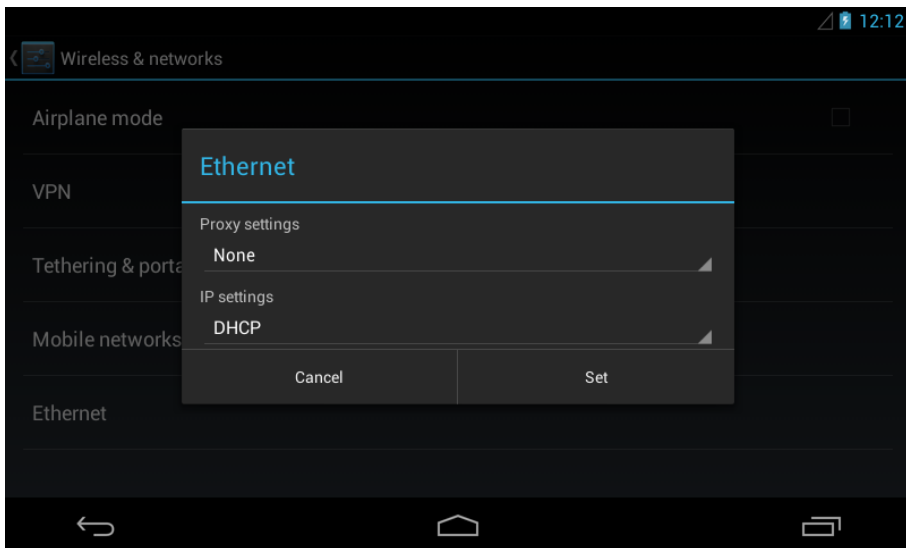 12:12
Wireless & networks
Airplane mode
VPN
Tethering & porta
Mobile networks
Ethernet
Ethernet
Proxy settings
None
IP settings
DHCP
Cancel Set